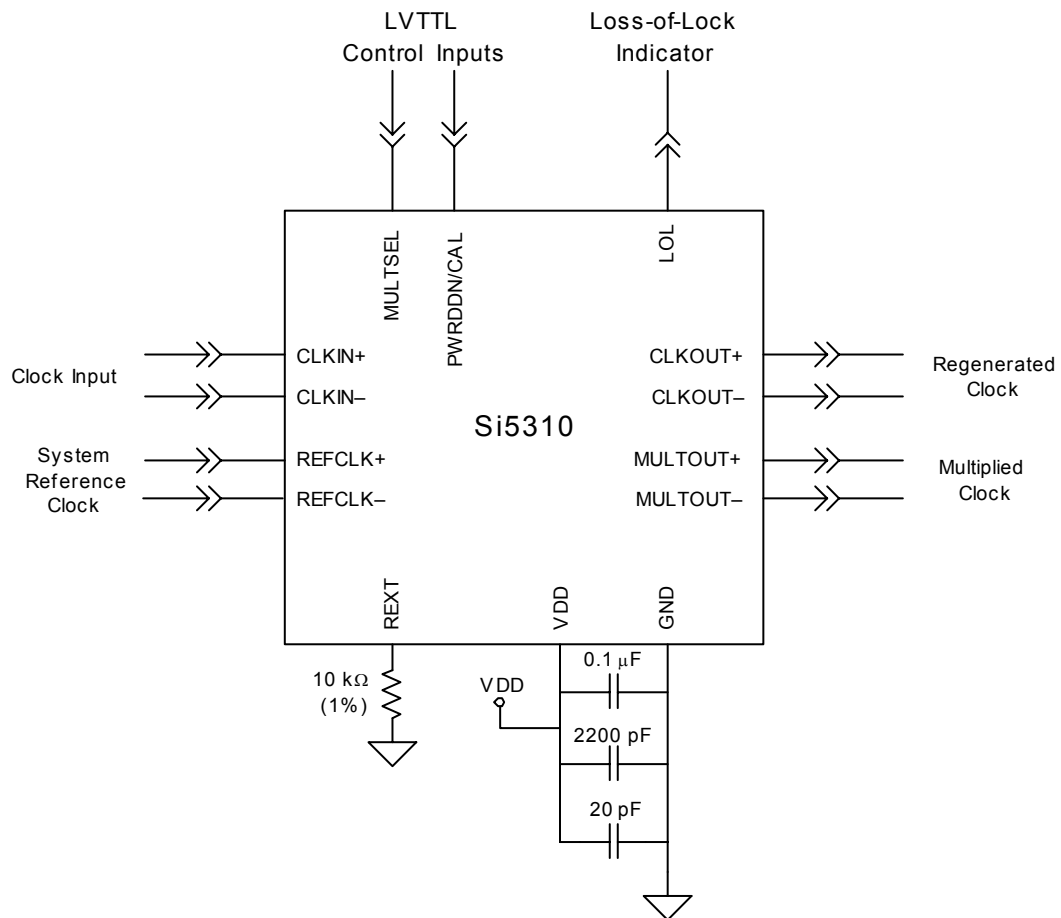 LVTTL
Control Inputs
Loss-of-Lock
Indicator
MULTSEL
PWRDDN/CAL
LOL
Clock Input
CLKIN+
CLKIN–
System
Reference
Clock
REFCLK+
REFCLK–
Si5310
CLKOUT+
CLKOUT–
Regenerated
Clock
MULTOUT+
MULTOUT–
Multiplied
Clock
REXT
VDD
GND
10 kΩ
(1%)
VDD
0.1 μF
2200 pF
20 pF